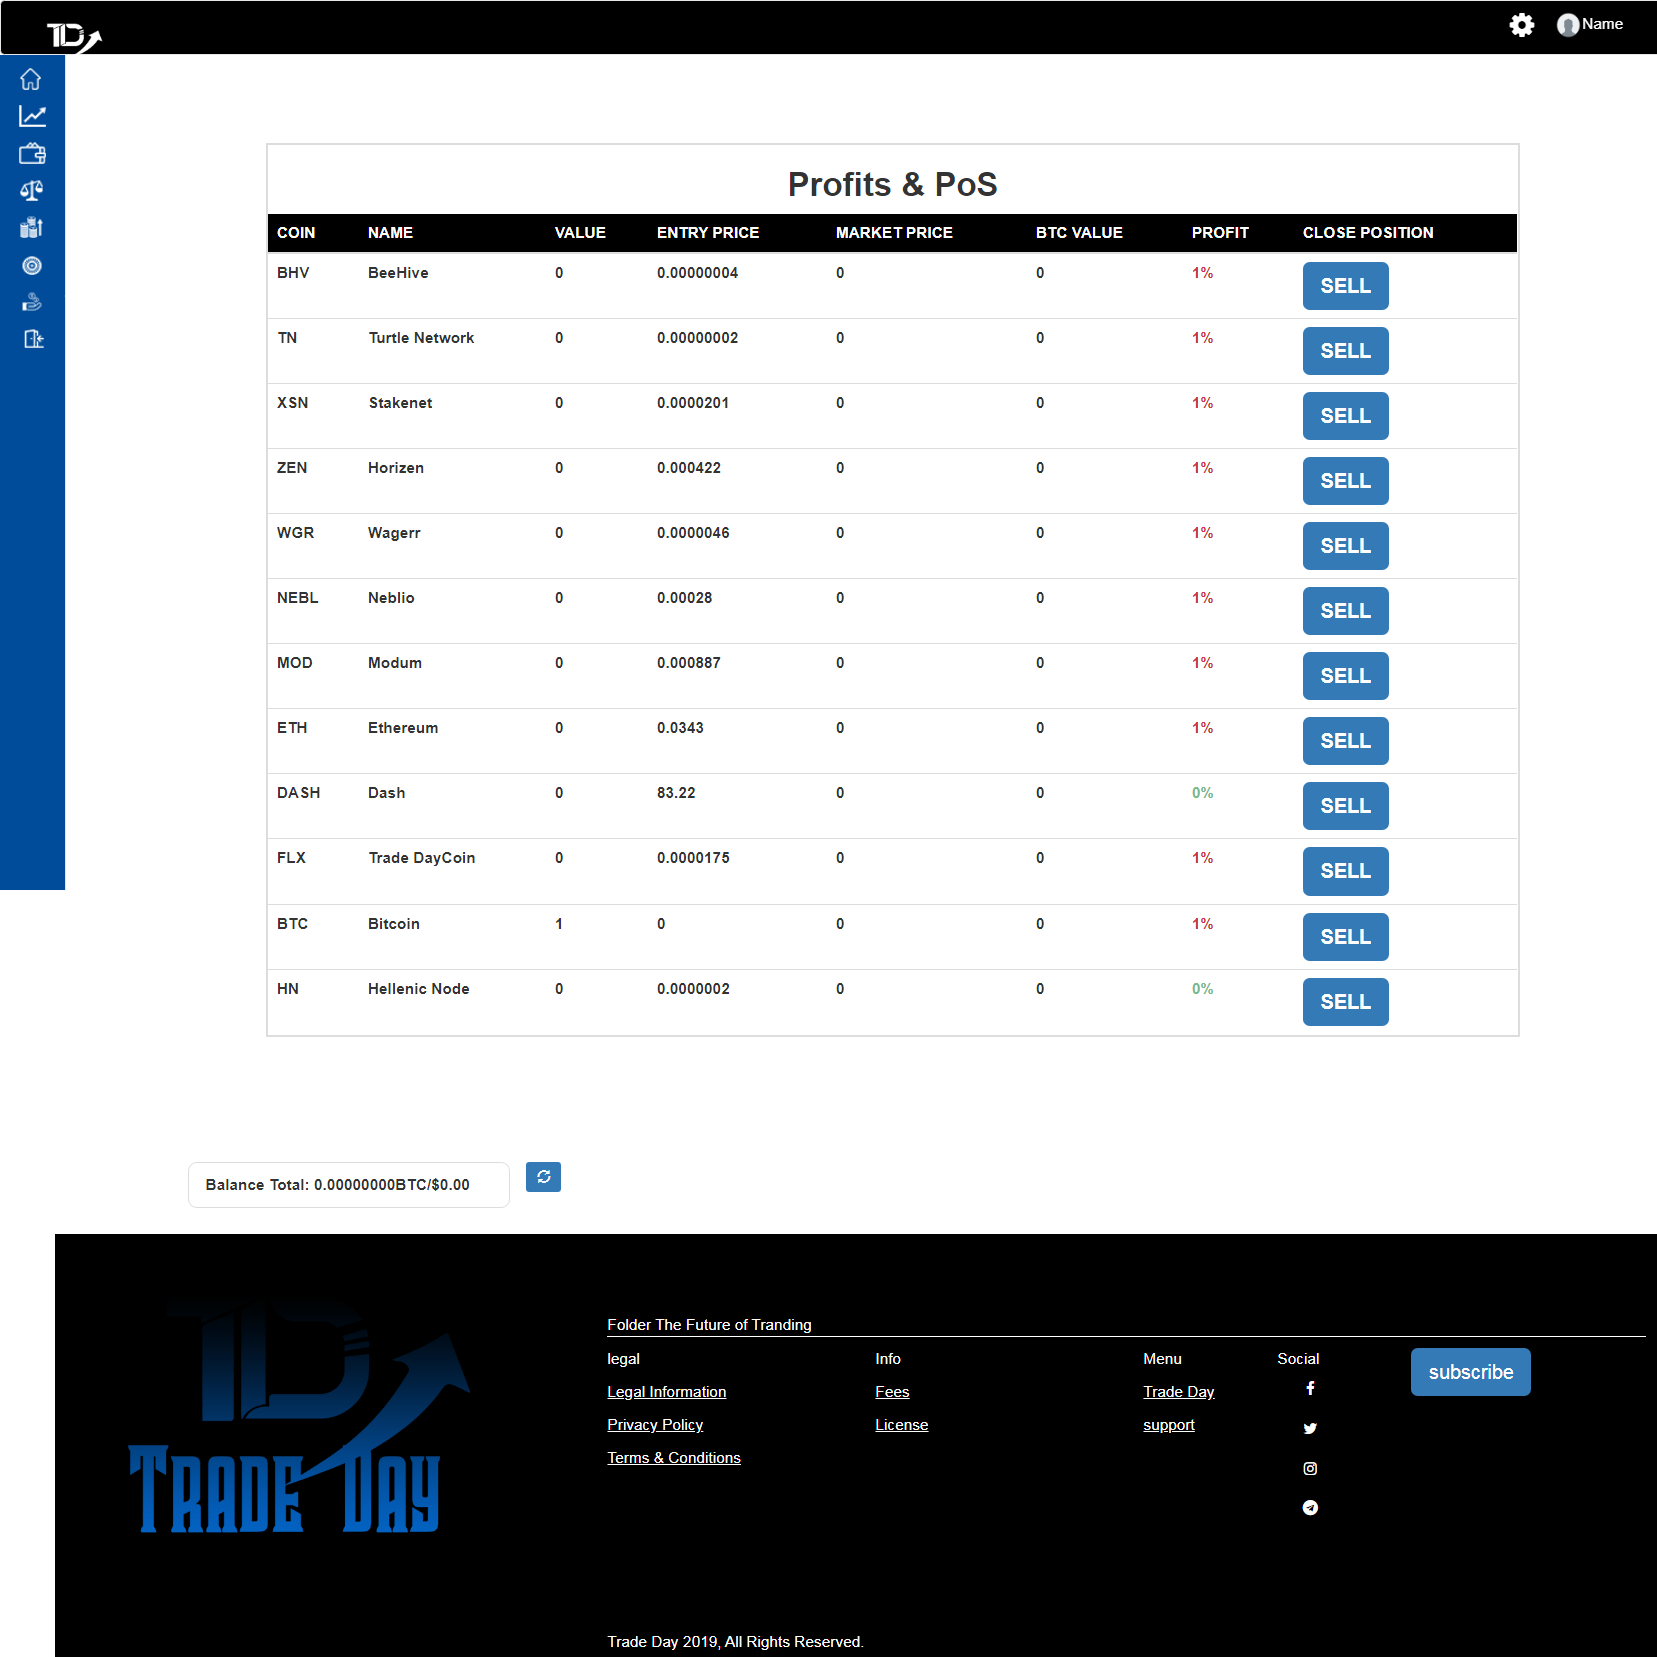 TD
Name
Profits & PoS
COIN NAME VALUE ENTRY PRICE MARKET PRICE BTC VALUE PROFIT CLOSE POSITION
BHV BeeHive 0 0.00000004 0 0 1% SELL
TN Turtle Network 0 0.00000002 0 0 1% SELL
XSN Stakenet 0 0.0000201 0 0 1% SELL
ZEN Horizen 0 0.000422 0 0 1% SELL
WGR Wagerr 0 0.0000046 0 0 1% SELL
NEBL Neblio 0 0.00028 0 0 1% SELL
MOD Modum 0 0.000887 0 0 1% SELL
ETH Ethereum 0 0.0343 0 0 1% SELL
DASH Dash 0 83.22 0 0 0% SELL
FLX Trade DayCoin 0 0.0000175 0 0 1% SELL
BTC Bitcoin 1 0 0 0 1% SELL
HN Hellenic Node 0 0.0000002 0 0 0% SELL
Balance Total: 0.00000000BTC/$0.00
TD
TRADE DAY
Folder The Future of Tranding
legal Info Menu Social subscribe
Legal Information Fees Trade Day
Privacy Policy License support
Terms & Conditions
Trade Day 2019, All Rights Reserved.